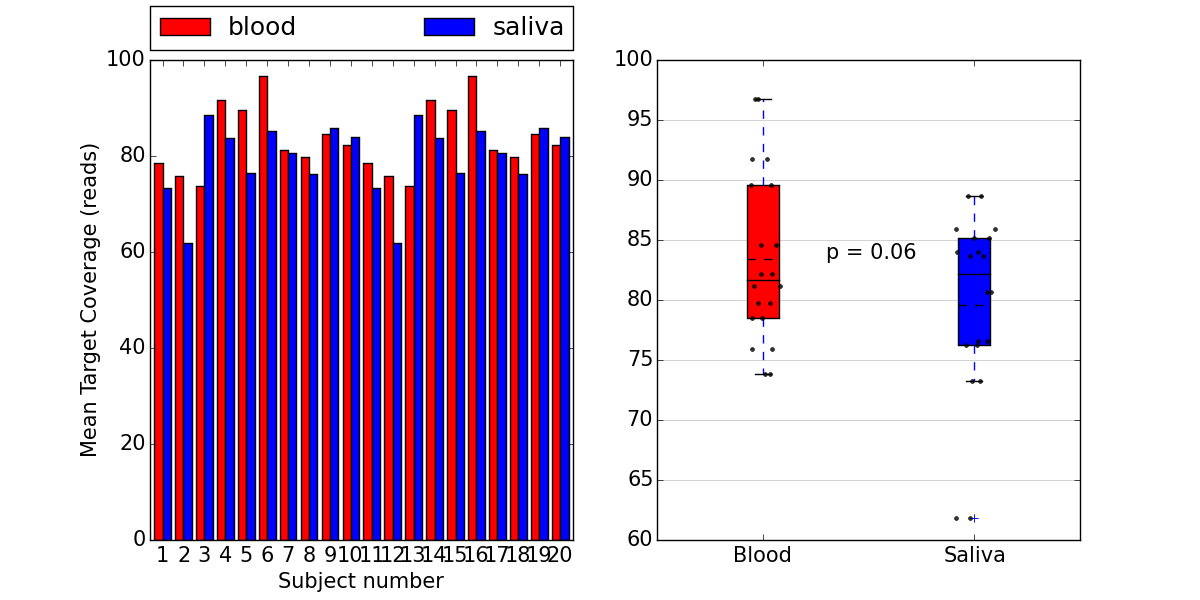 blood saliva
100
80
60
40
20
0
Mean Target Coverage (reads)
1 2 3 4 5 6 7 8 9 10 11 12 13 14 15 16 17 18 19 20
Subject number
100
95
90
85
80
75
70
65
60
p = 0.06
Blood Saliva